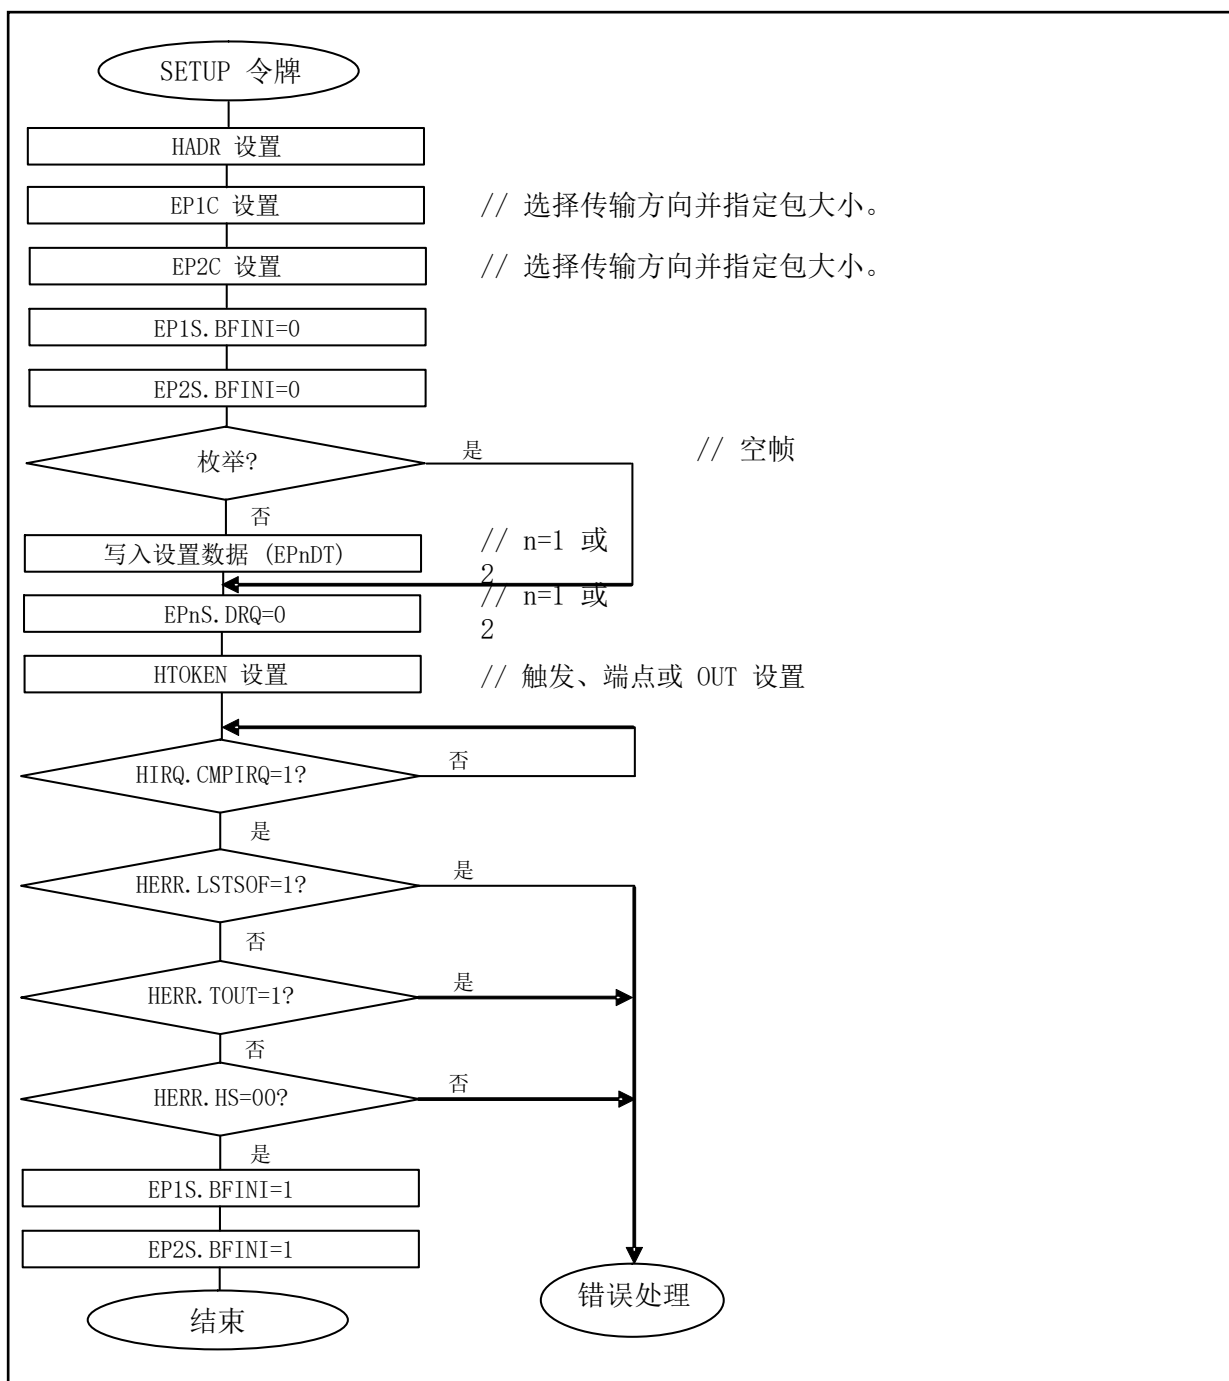 SETUP 令牌
HADR 设置
EP1C 设置
// 选择传输方向并指定包大小。
EP2C 设置
// 选择传输方向并指定包大小。
EP1S.BFINI=0
EP2S.BFINI=0
枚举?
是
// 空帧
否
写入设置数据 (EPnDT)
// n=1 或
2
EPnS.DRQ=0
// n=1 或
2
HTOKEN 设置
// 触发、端点或 OUT 设置
HIRQ.CMPIRQ=1?
否
是
HERR.LSTSOF=1?
是
否
HERR.TOUT=1?
是
否
HERR.HS=00?
否
是
EP1S.BFINI=1
EP2S.BFINI=1
错误处理
结束